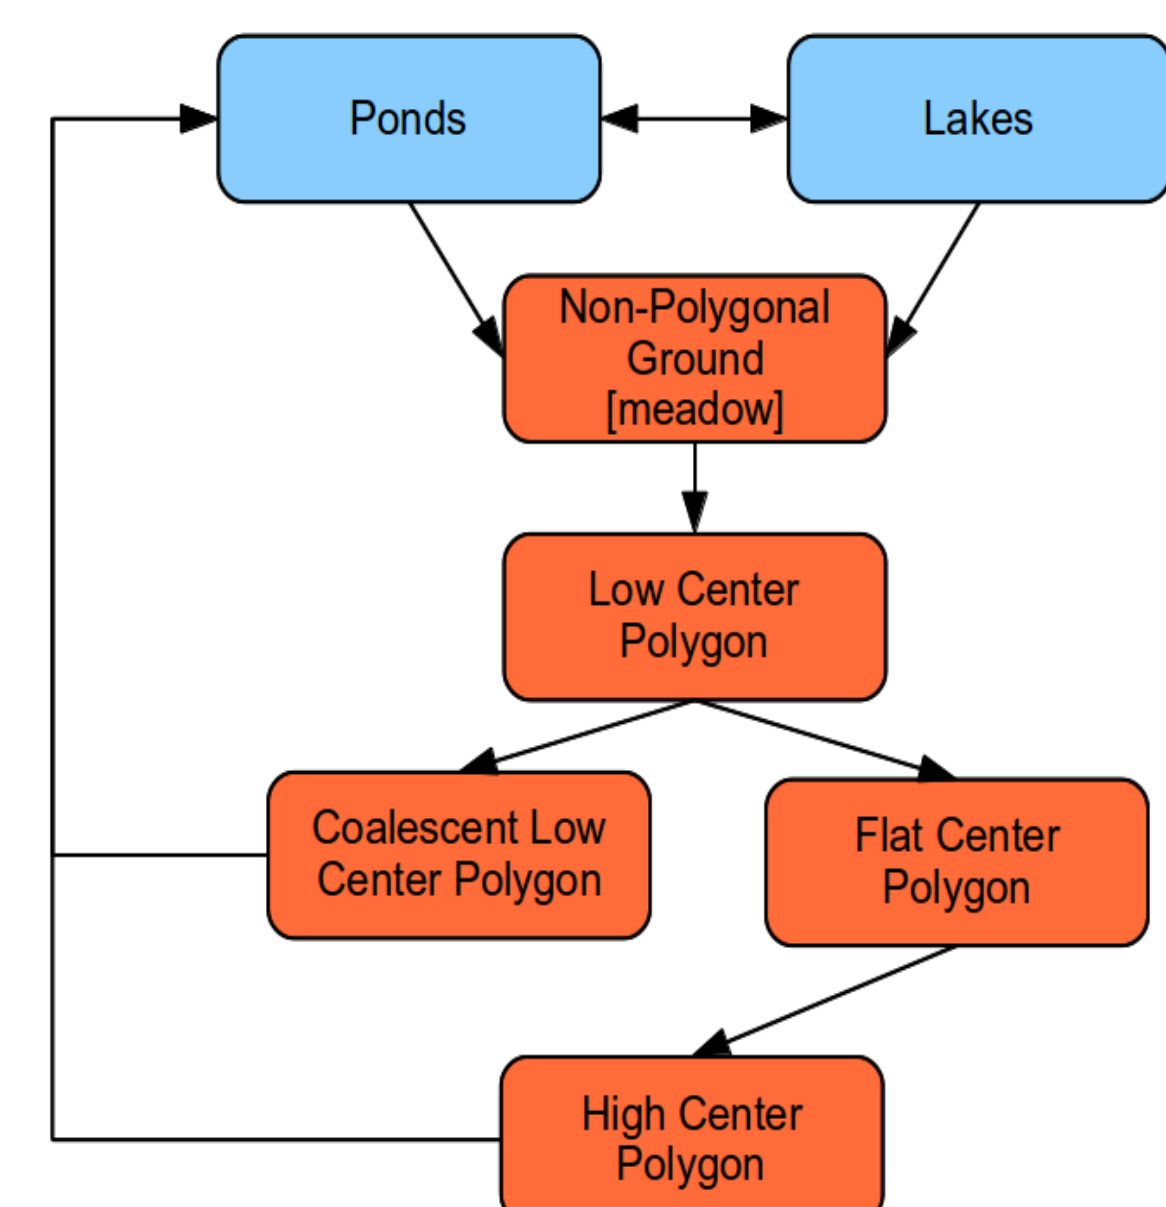 Ponds
Lakes
Non-Polygonal
Ground
[meadow]
Low Center
Polygon
Coalescent Low
Center Polygon
Flat Center
Polygon
High Center
Polygon